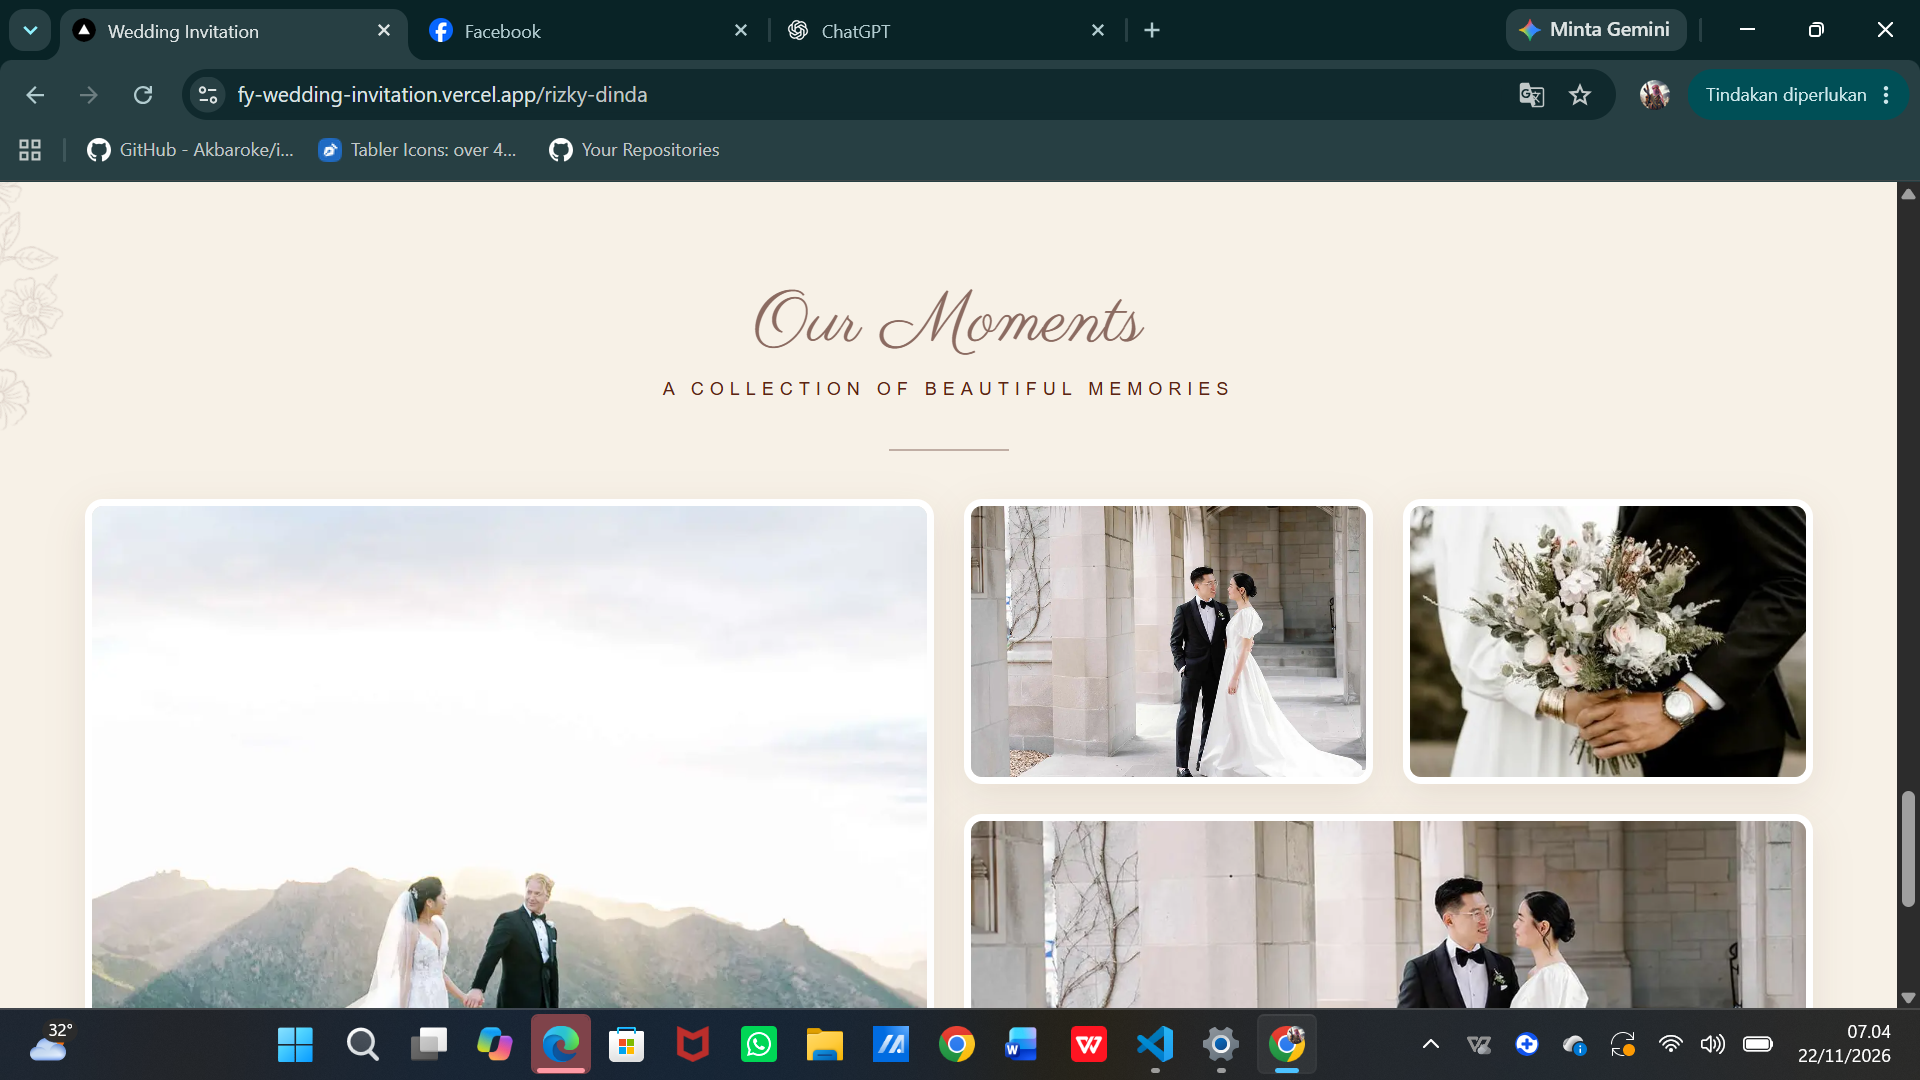 Wedding Invitation
Facebook
ChatGPT
Minta Gemini
fy-wedding-invitation.vercel.app/rizky-dinda
Tindakan diperlukan
GitHub - Akbaroke/i...
Tabler Icons: over 4...
Your Repositories
Our Moments
A COLLECTION OF BEAUTIFUL MEMORIES
32°
07.04
22/11/2026